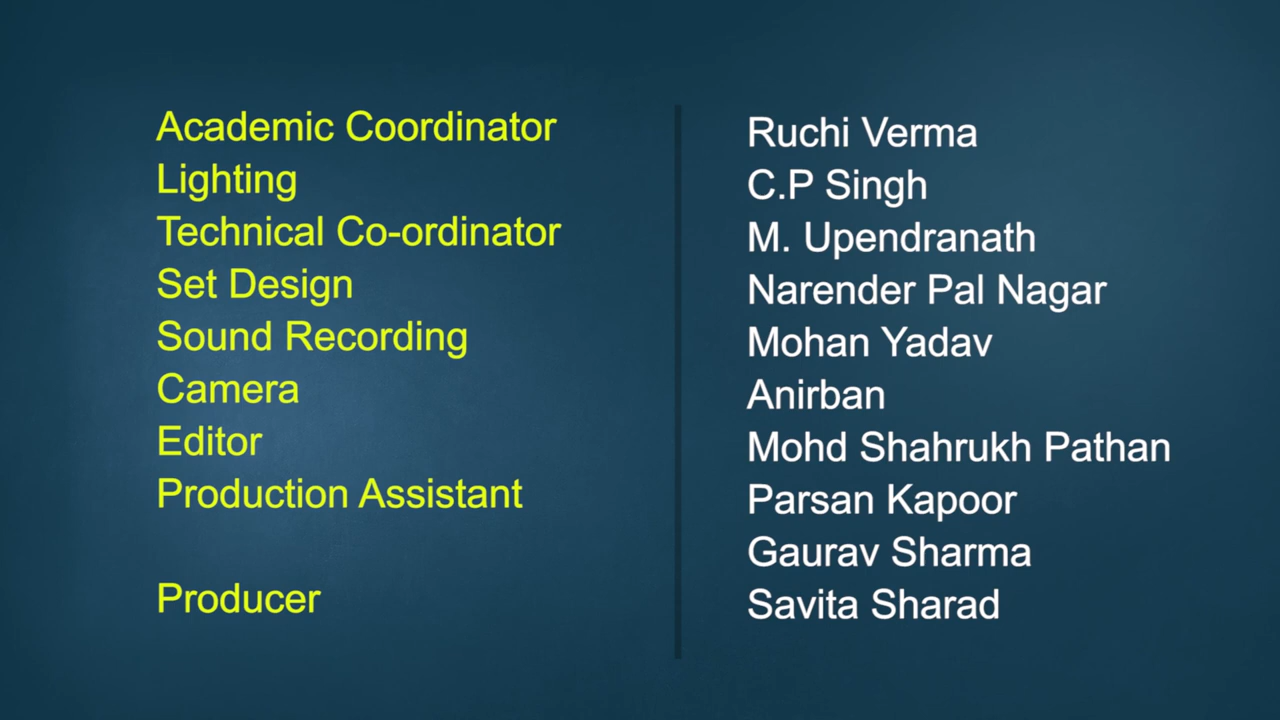 Academic Coordinator Ruchi Verma
Lighting C.P Singh
Technical Co-ordinator M. Upendranath
Set Design Narender Pal Nagar
Sound Recording Mohan Yadav
Camera Anirban
Editor Mohd Shahrukh Pathan
Production Assistant Parsan Kapoor
Gaurav Sharma
Producer Savita Sharad